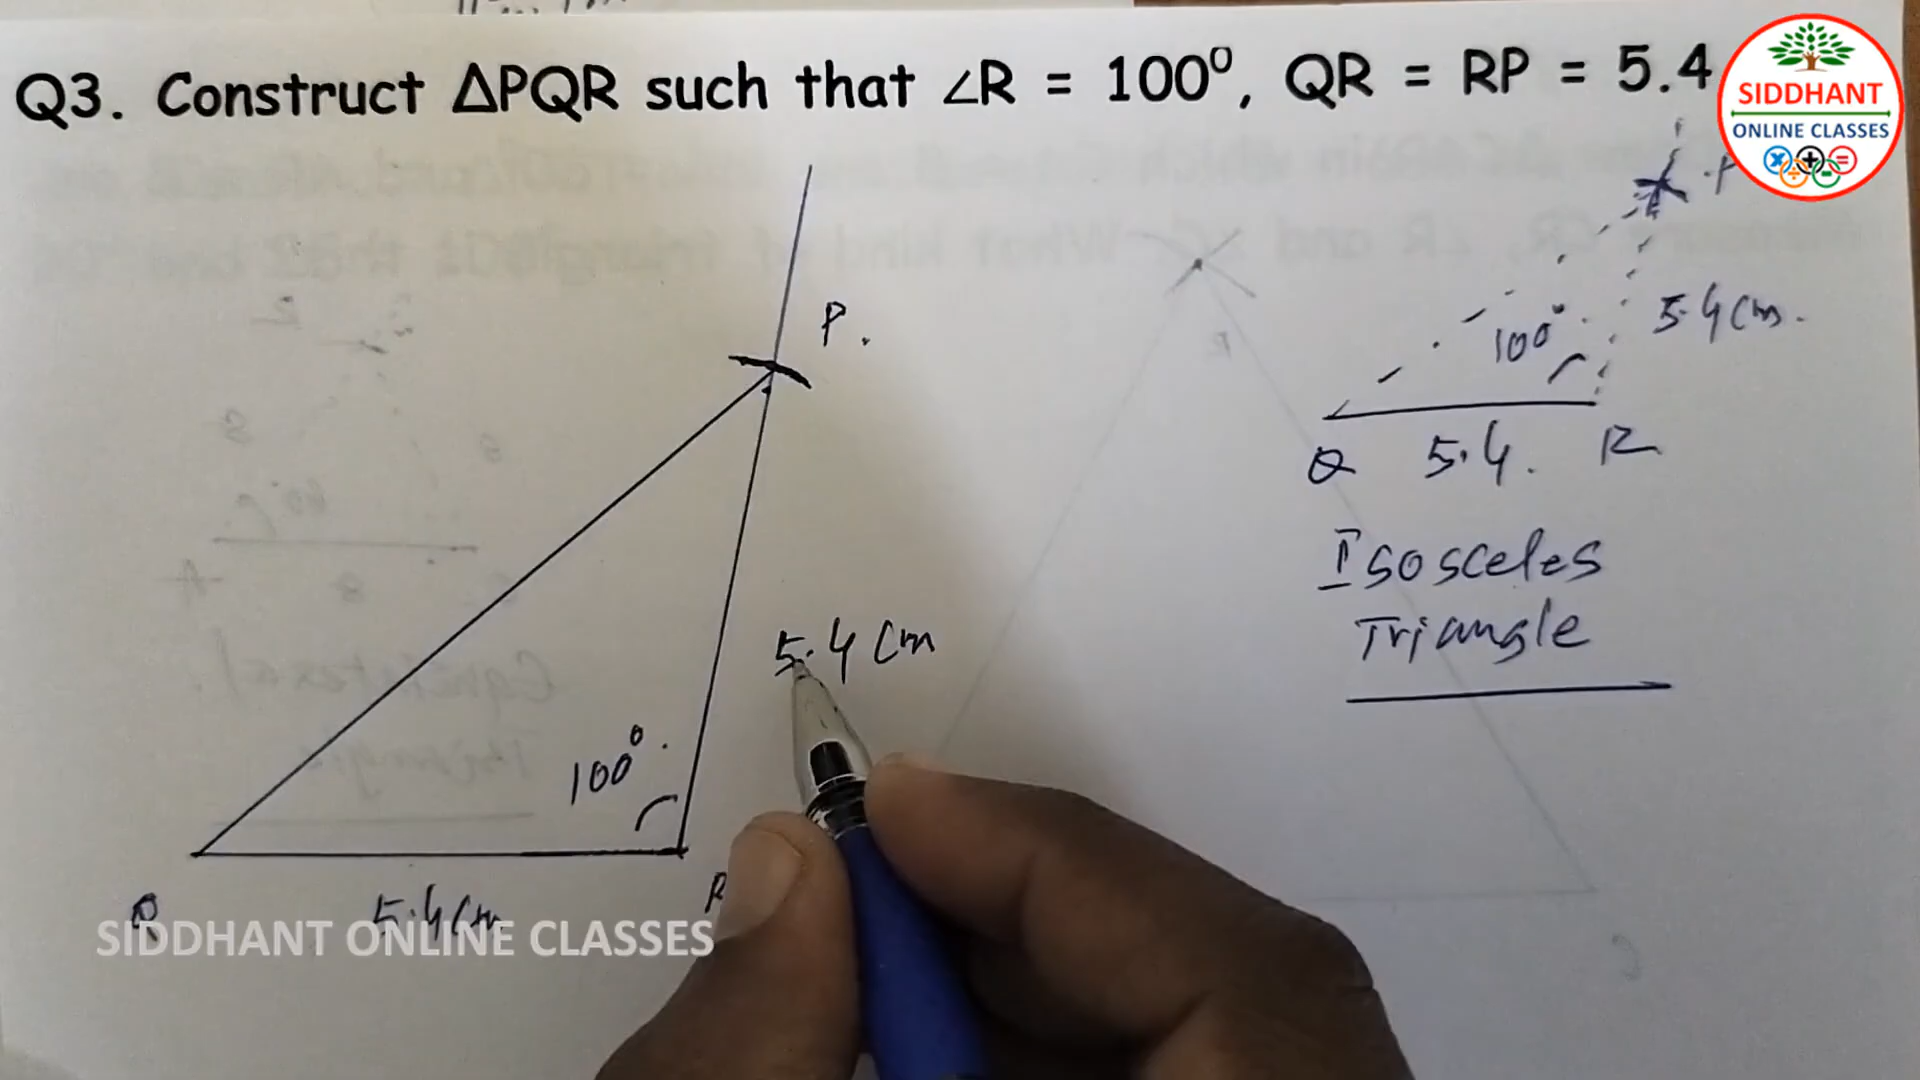 Q3. Construct ΔPQR such that ∠R = 100⁰, QR = RP = 5.4
SIDDHANT
ONLINE CLASSES
P.
100°
5.4 cm.
Q 5.4. R
Isosceles
Triangle
5.4 cm
100°.
Q 5.4 cm R
SIDDHANT ONLINE CLASSES